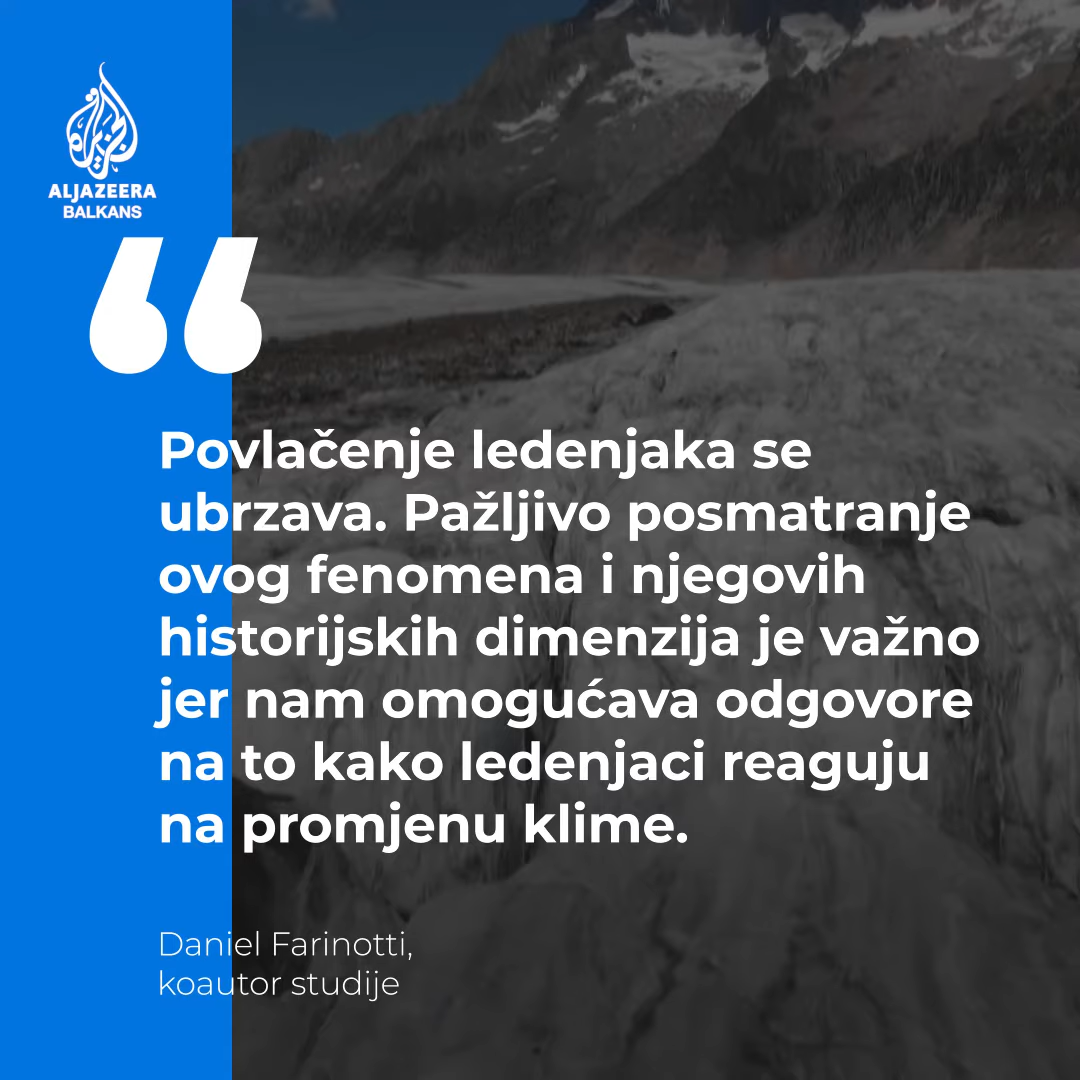 الجزيرة
ALJAZEERA
BALKANS
“
Povlačenje ledenjaka se
ubrzava. Pažljivo posmatranje
ovog fenomena i njegovih
historijskih dimenzija je važno
jer nam omogućava odgovore
na to kako ledenjaci reaguju
na promjenu klime.
Daniel Farinotti,
koautor studije